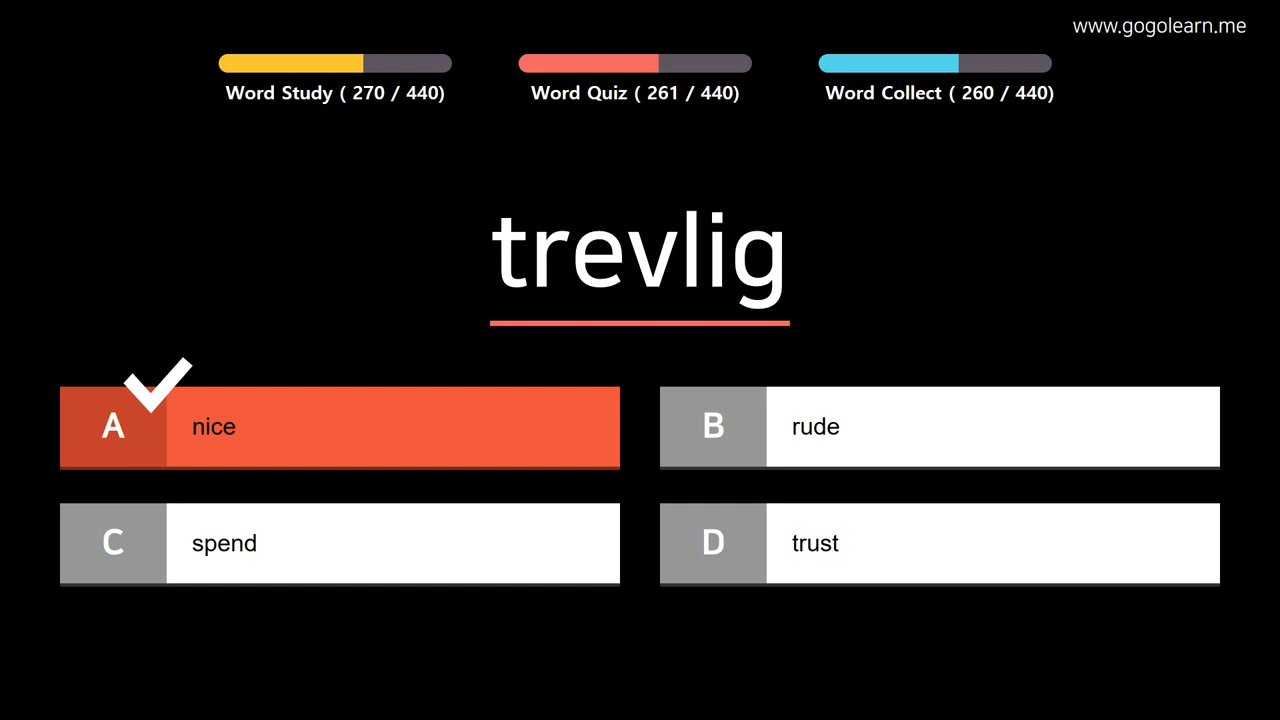 www.gogolearn.me
Word Study ( 270 / 440)
Word Quiz ( 261 / 440)
Word Collect ( 260 / 440)
trevlig
A nice
B rude
C spend
D trust